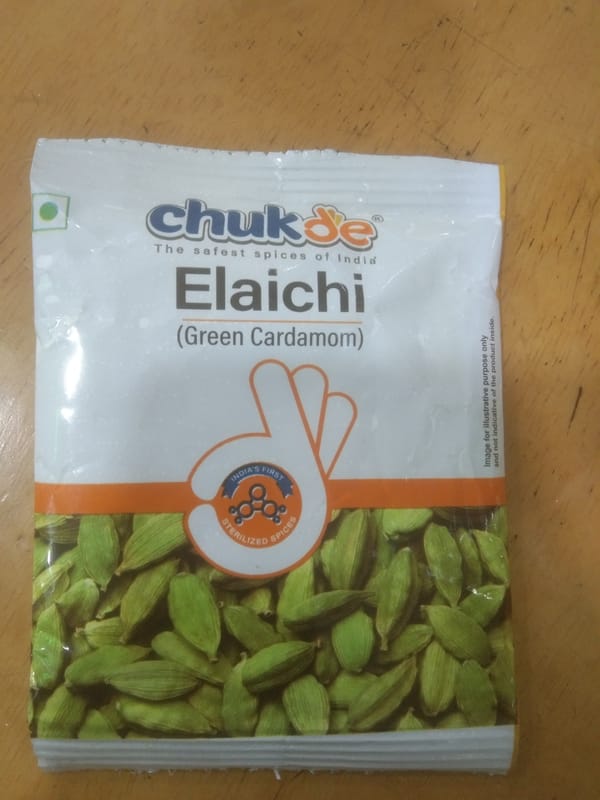 chukde®
The safest spices of India
Elaichi
(Green Cardamom)
INDIA'S FIRST
STERILIZED SPICES
Image for illustrative purpose only
and not indicative of the product inside.